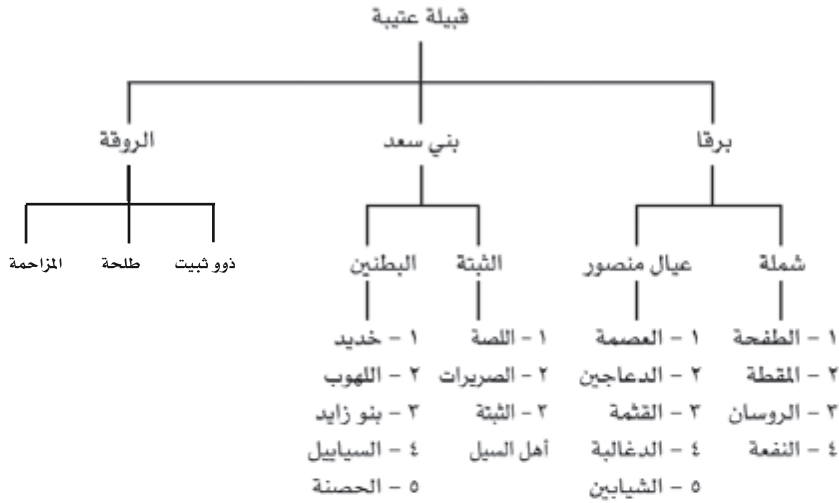 قبيلة عتيبة
برقا
بني سعد
الروقة
شملة
عيال منصور
الثبتة
البطنين
ذوو ثبيت
طلحة
المزاحمة
١ - الطفحة
٢ - المقطة
٣ - الروسان
٤ - النفعة
١ - العصمة
٢ - الدعاجين
٣ - القثمة
٤ - الدغالبة
٥ - الشيابين
١ - اللصة
٢ - الصريرات
٣ - الثبتة
أهل السيل
١ - خديد
٢ - اللهوب
٣ - بنو زايد
٤ - السياييل
٥ - الحصنة